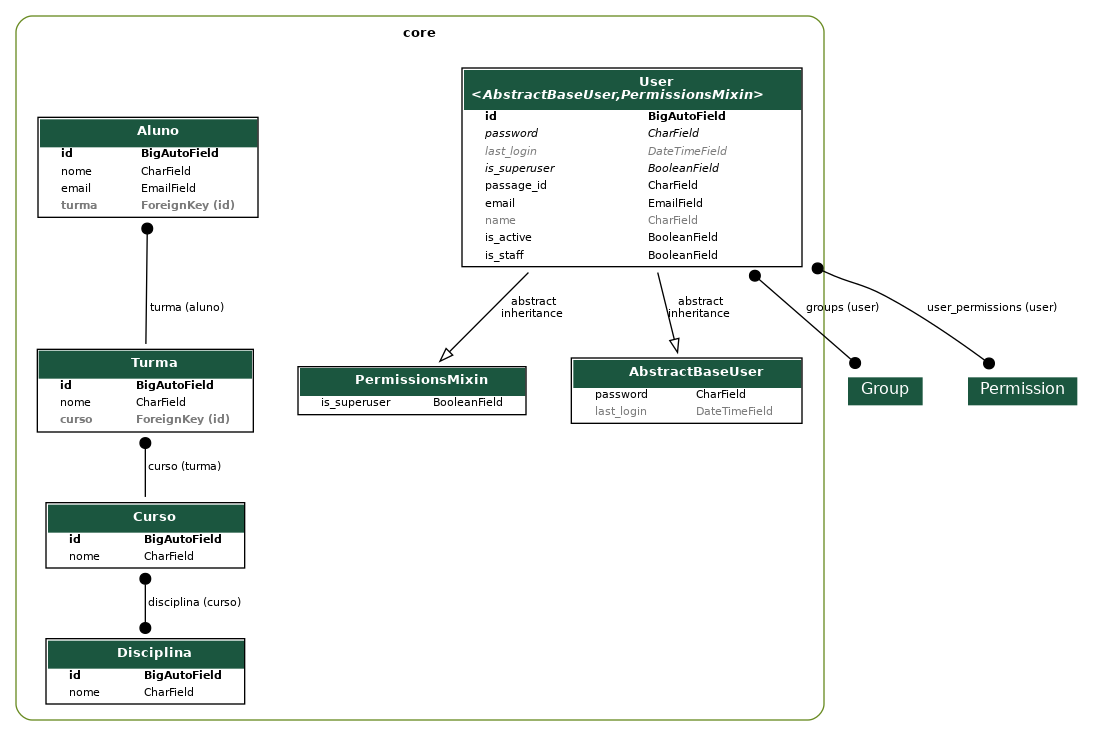 core
User
<AbstractBaseUser,PermissionsMixin>
id BigAutoField
password CharField
last_login DateTimeField
is_superuser BooleanField
passage_id CharField
email EmailField
name CharField
is_active BooleanField
is_staff BooleanField
Aluno
id BigAutoField
nome CharField
email EmailField
turma ForeignKey (id)
turma (aluno)
abstract
inheritance
abstract
inheritance
groups (user)
user_permissions (user)
Turma
id BigAutoField
nome CharField
curso ForeignKey (id)
PermissionsMixin
is_superuser BooleanField
AbstractBaseUser
password CharField
last_login DateTimeField
Group
Permission
curso (turma)
Curso
id BigAutoField
nome CharField
disciplina (curso)
Disciplina
id BigAutoField
nome CharField